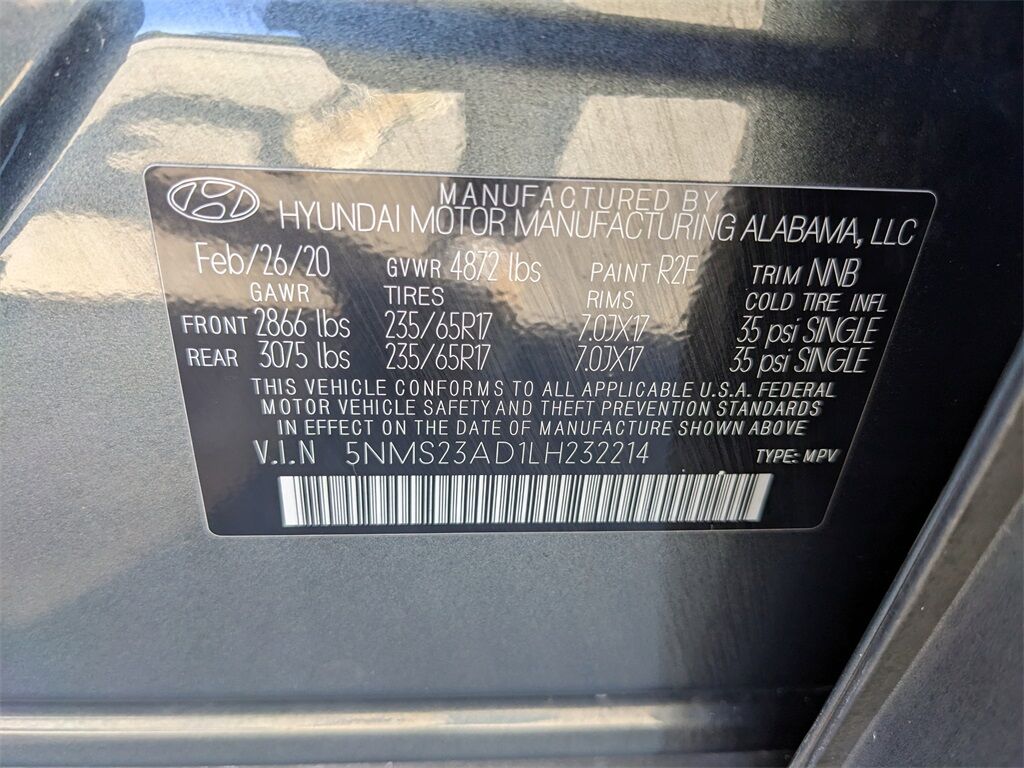 MANUFACTURED BY
HYUNDAI MOTOR MANUFACTURING ALABAMA, LLC
Feb/26/20 GVWR 4872 lbs PAINT R2F TRIM NNB
GAWR TIRES RIMS COLD TIRE INFL
FRONT 2866 lbs 235/65R17 7.0JX17 35 psi SINGLE
REAR 3075 lbs 235/65R17 7.0JX17 35 psi SINGLE
THIS VEHICLE CONFORMS TO ALL APPLICABLE U.S.A. FEDERAL
MOTOR VEHICLE SAFETY AND THEFT PREVENTION STANDARDS
IN EFFECT ON THE DATE OF MANUFACTURE SHOWN ABOVE
V.I.N 5NMS23AD1LH232214 TYPE: MPV